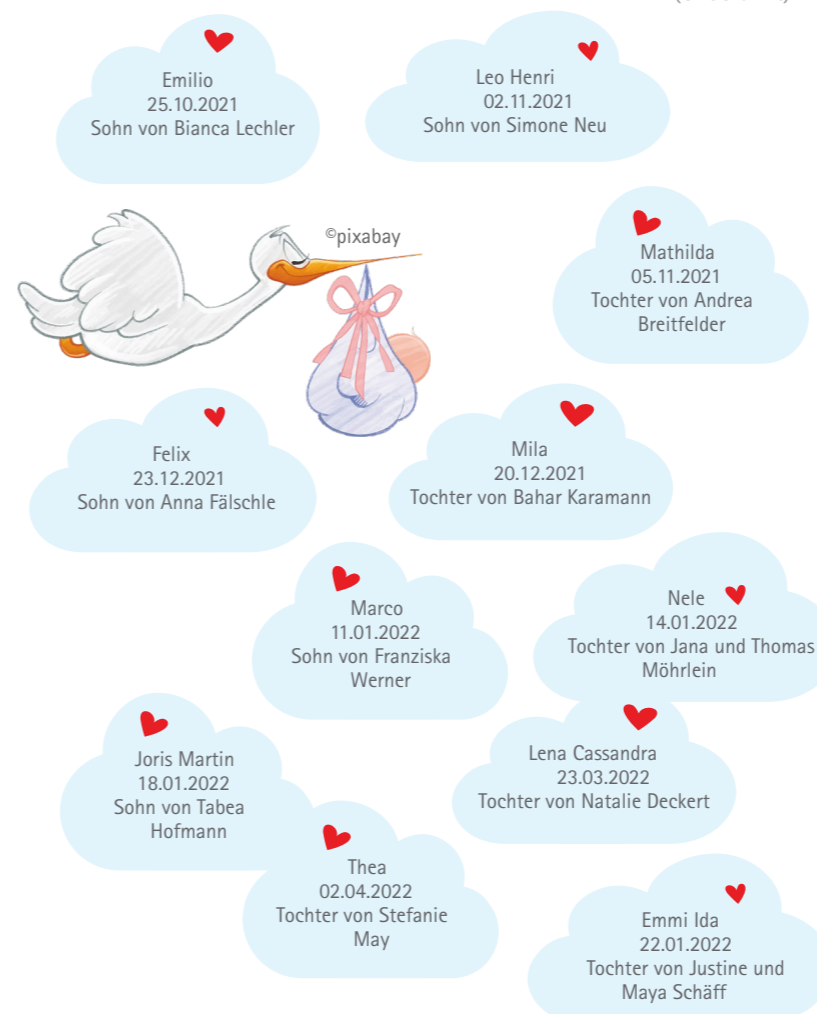 Emilio
25.10.2021
Sohn von Bianca Lechler
Leo Henri
02.11.2021
Sohn von Simone Neu
©pixabay
Mathilda
05.11.2021
Tochter von Andrea
Breitfelder
Felix
23.12.2021
Sohn von Anna Fälschle
Mila
20.12.2021
Tochter von Bahar Karamann
Marco
11.01.2022
Sohn von Franziska
Werner
Nele
14.01.2022
Tochter von Jana und Thomas
Möhrlein
Joris Martin
18.01.2022
Sohn von Tabea
Hofmann
Lena Cassandra
23.03.2022
Tochter von Natalie Deckert
Thea
02.04.2022
Tochter von Stefanie
May
Emmi Ida
22.01.2022
Tochter von Justine und
Maya Schäff